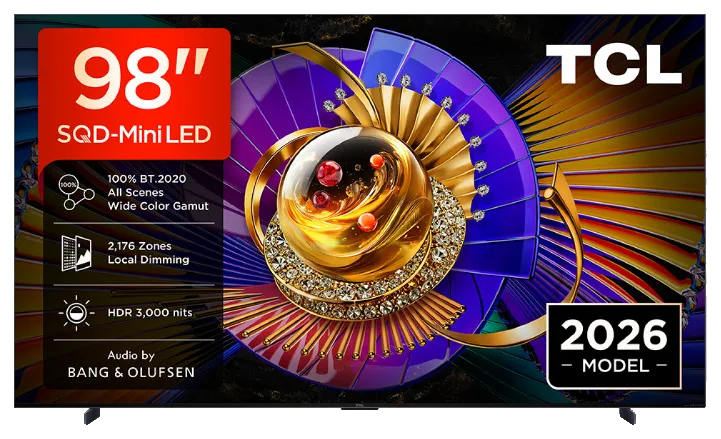 98"
SQD-Mini LED
TCL
100%
100% BT.2020
All Scenes
Wide Color Gamut
2,176 Zones
Local Dimming
HDR 3,000 nits
Audio by
BANG & OLUFSEN
2026
– MODEL –
TCL